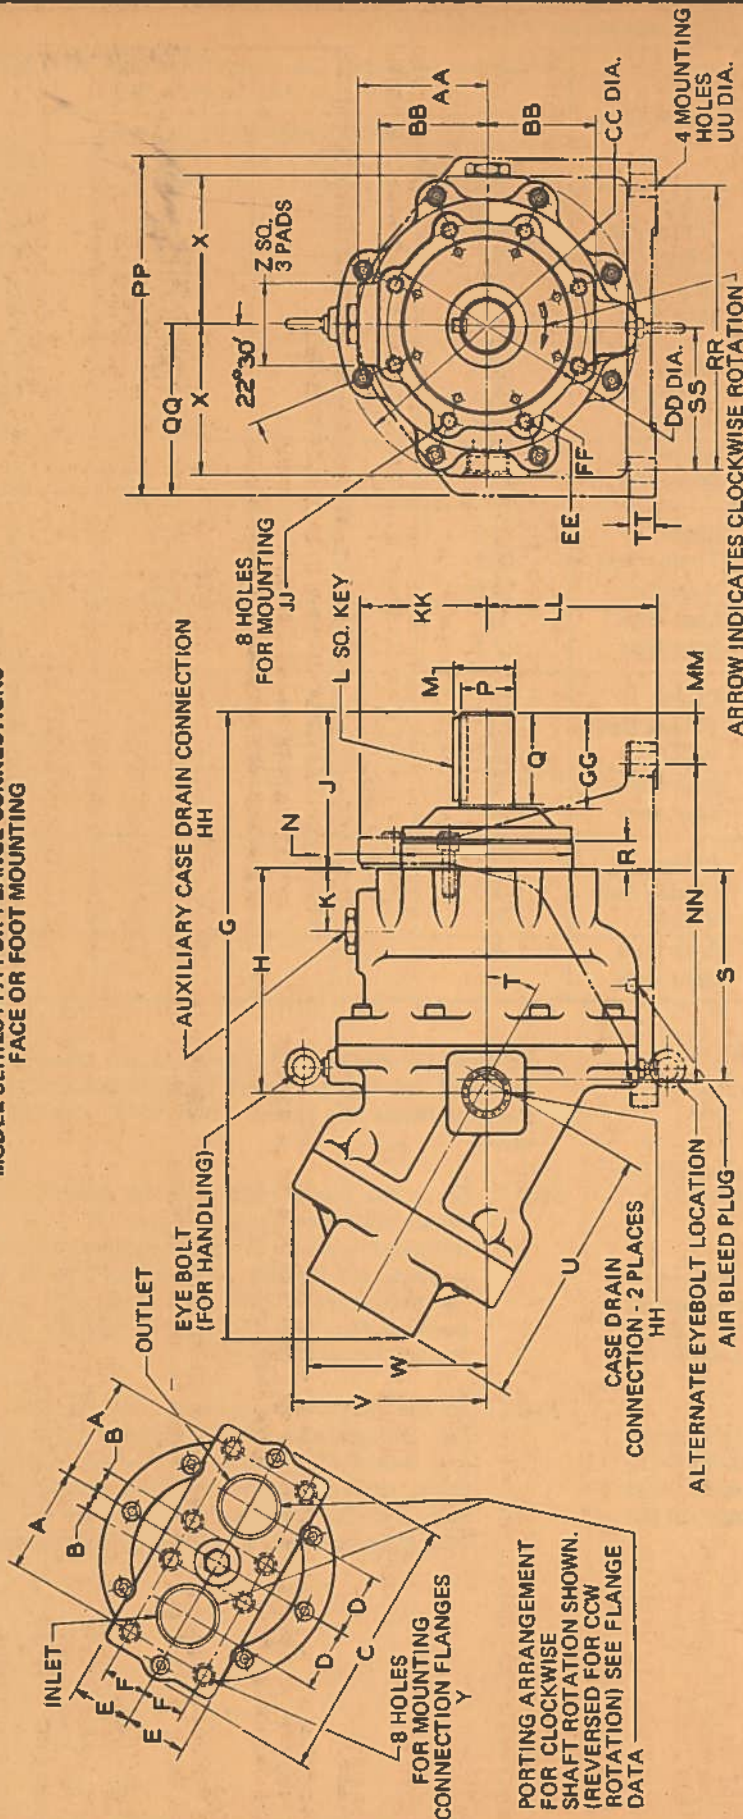 FACE OR FOOT MOUNTING
INLET
OUTLET
A
A
B
B
C
D
D
E
E
F
F
8 HOLES
FOR MOUNTING
CONNECTION FLANGES
Y
PORTING ARRANGEMENT
FOR CLOCKWISE
SHAFT ROTATION SHOWN.
(REVERSED FOR CCW
ROTATION) SEE FLANGE
DATA
EYE BOLT
(FOR HANDLING)
AUXILIARY CASE DRAIN CONNECTION
HH
G
H
J
K
N
L SQ. KEY
M
P
Q
GG
R
S
T
U
V
W
KK
LL
MM
NN
CASE DRAIN
CONNECTION - 2 PLACES
HH
ALTERNATE EYEBOLT LOCATION
AIR BLEED PLUG
8 HOLES
FOR MOUNTING
JJ
PP
QQ
X
X
22°30'
Z SQ.
3 PADS
AA
BB
BB
CC DIA.
4 MOUNTING
HOLES
UU DIA.
DD DIA.
EE
FF
RR
SS
TT
ARROW INDICATES CLOCKWISE ROTATION